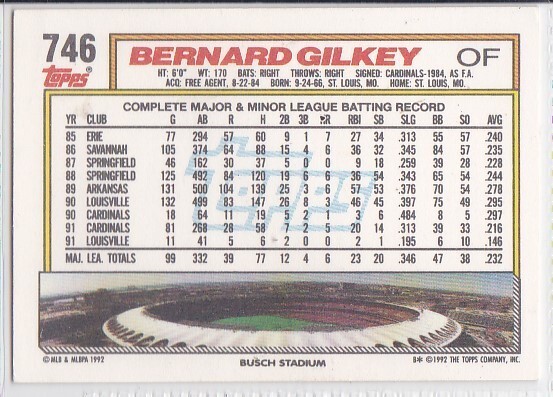 746
Topps®
BERNARD GILKEY OF
HT: 6'0" WT: 170 BATS: RIGHT THROWS: RIGHT SIGNED: CARDINALS-1984, AS F.A.
ACQ: FREE AGENT, 8-22-84 BORN: 9-24-66, ST. LOUIS, MO. HOME: ST. LOUIS, MO.
COMPLETE MAJOR & MINOR LEAGUE BATTING RECORD
YR CLUB G AB R H 2B 3B HR RBI SB SLG BB SO AVG
85 ERIE 77 294 57 60 9 1 7 27 34 .313 55 57 .240
86 SAVANNAH 105 374 64 88 15 4 6 36 32 .345 84 57 .235
87 SPRINGFIELD 46 162 30 37 5 0 0 9 18 .259 39 28 .228
88 SPRINGFIELD 125 492 84 120 19 6 6 36 54 .343 65 54 .244
89 ARKANSAS 131 500 104 139 25 3 6 57 53 .376 70 54 .278
90 LOUISVILLE 132 499 83 147 26 8 3 46 45 .397 75 49 .295
90 CARDINALS 18 64 11 19 5 2 1 3 6 .484 8 5 .297
91 CARDINALS 81 268 28 58 7 2 5 20 14 .313 39 33 .216
91 LOUISVILLE 11 41 5 6 2 0 0 2 1 .195 6 10 .146
MAJ. LEA. TOTALS 99 332 39 77 12 4 6 23 20 .346 47 38 .232
Topps
© MLB & MLBPA 1992
BUSCH STADIUM
B* © 1992 THE TOPPS COMPANY, INC.